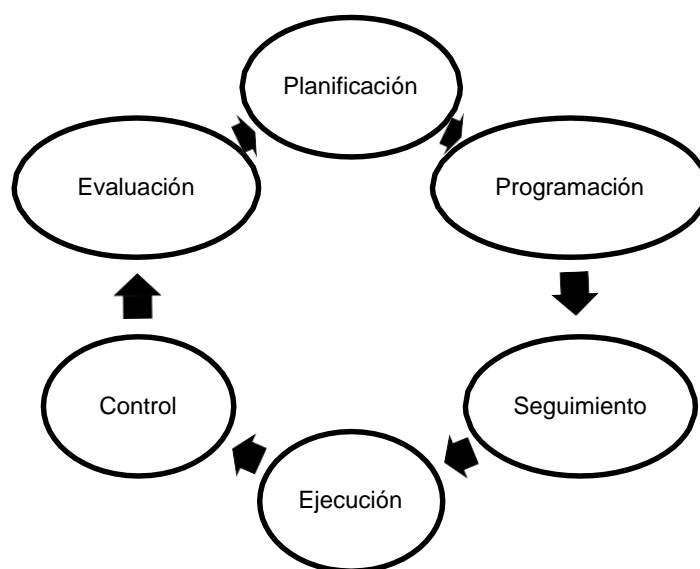 Planificación
Programación
Seguimiento
Ejecución
Control
Evaluación